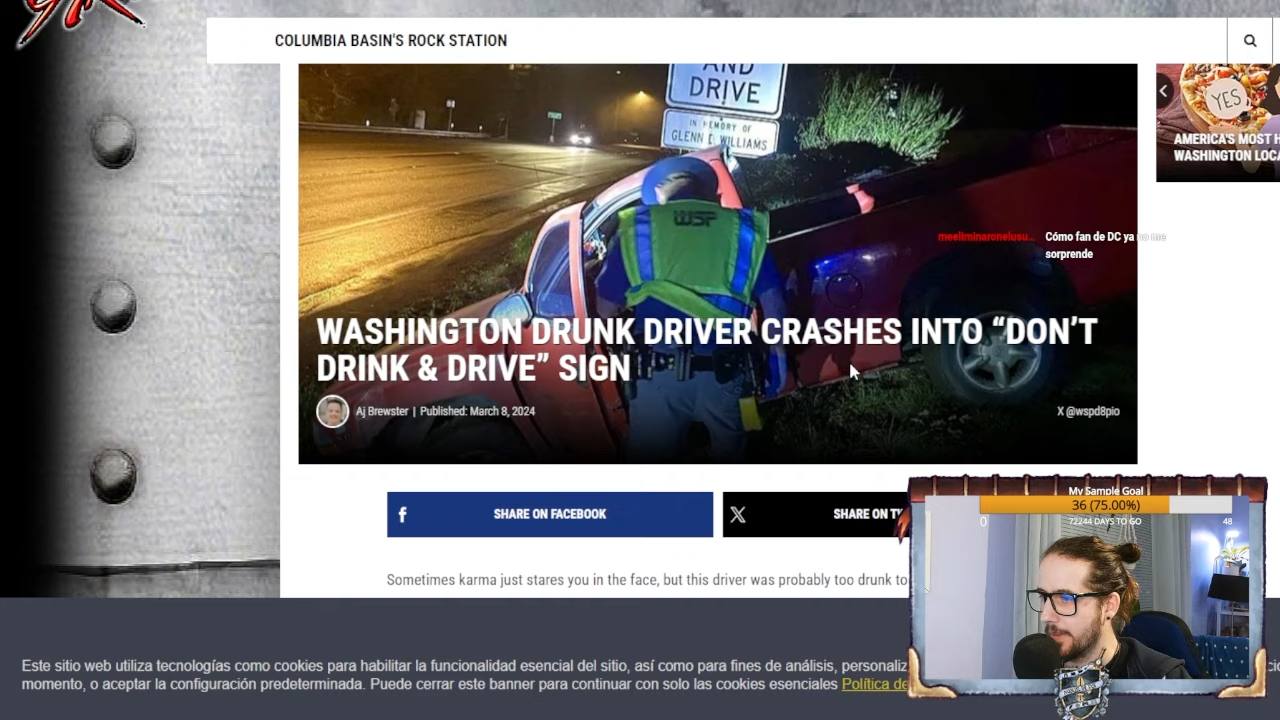 COLUMBIA BASIN'S ROCK STATION
AND
DRIVE
IN MEMORY OF
GLENN D. WILLIAMS
YES
AMERICA'S MOST H
WASHINGTON LOCA
WSP
meeliminaronelusu... Cómo fan de DC ya no me
sorprende
WASHINGTON DRUNK DRIVER CRASHES INTO “DON’T
DRINK & DRIVE” SIGN
Aj Brewster | Published: March 8, 2024
X @wspd8pio
SHARE ON FACEBOOK
SHARE ON TW
My Sample Goal
36 (75.00%)
0 72244 DAYS TO GO 48
Sometimes karma just stares you in the face, but this driver was probably too drunk to
Este sitio web utiliza tecnologías como cookies para habilitar la funcionalidad esencial del sitio, así como para fines de análisis, personaliz
momento, o aceptar la configuración predeterminada. Puede cerrar este banner para continuar con solo las cookies esenciales Política de